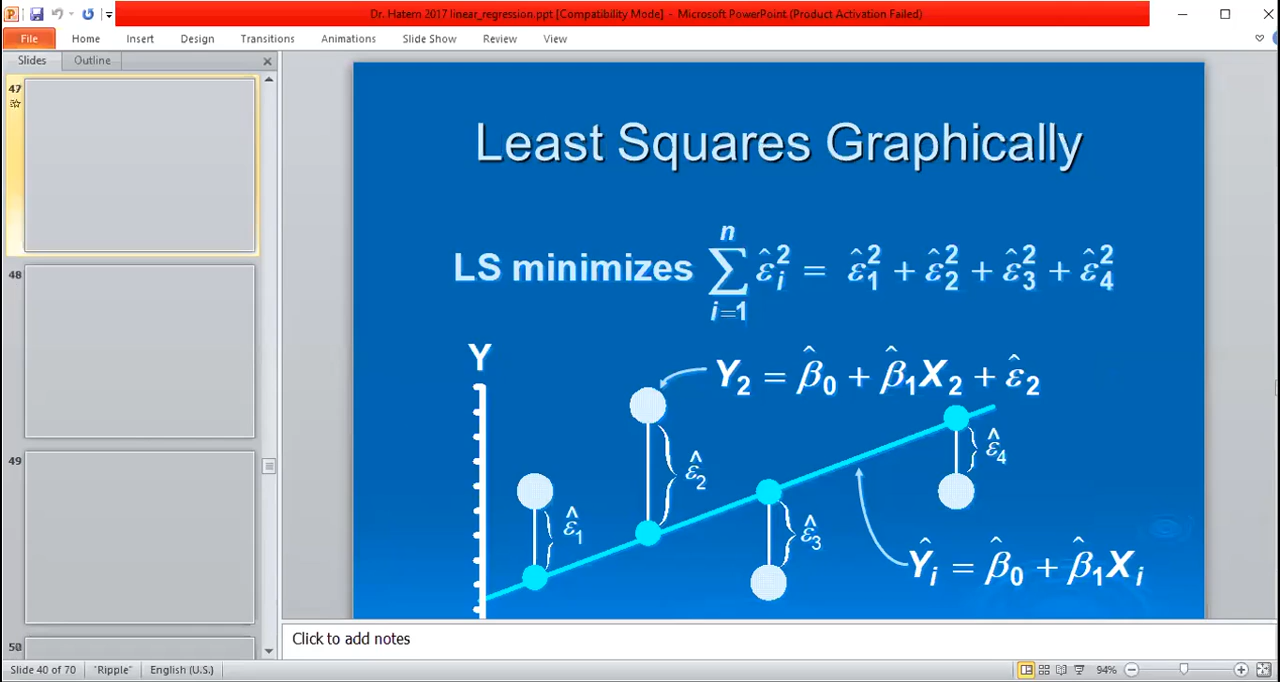 Dr. Hatern 2017 linear_regression.ppt [Compatibility Mode] - Microsoft PowerPoint (Product Activation Failed)
File Home Insert Design Transitions Animations Slide Show Review View
Slides Outline
47
48
49
50
Least Squares Graphically
LS minimizes ∑ᵢ₌₁ⁿ ε̂ᵢ² = ε̂₁² + ε̂₂² + ε̂₃² + ε̂₄²
Y
Y₂ = β̂₀ + β̂₁X₂ + ε̂₂
ε̂₄
ε̂₂
ε̂₁
ε̂₃
Ŷᵢ = β̂₀ + β̂₁Xᵢ
Click to add notes
Slide 40 of 70 "Ripple" English (U.S.) 94%